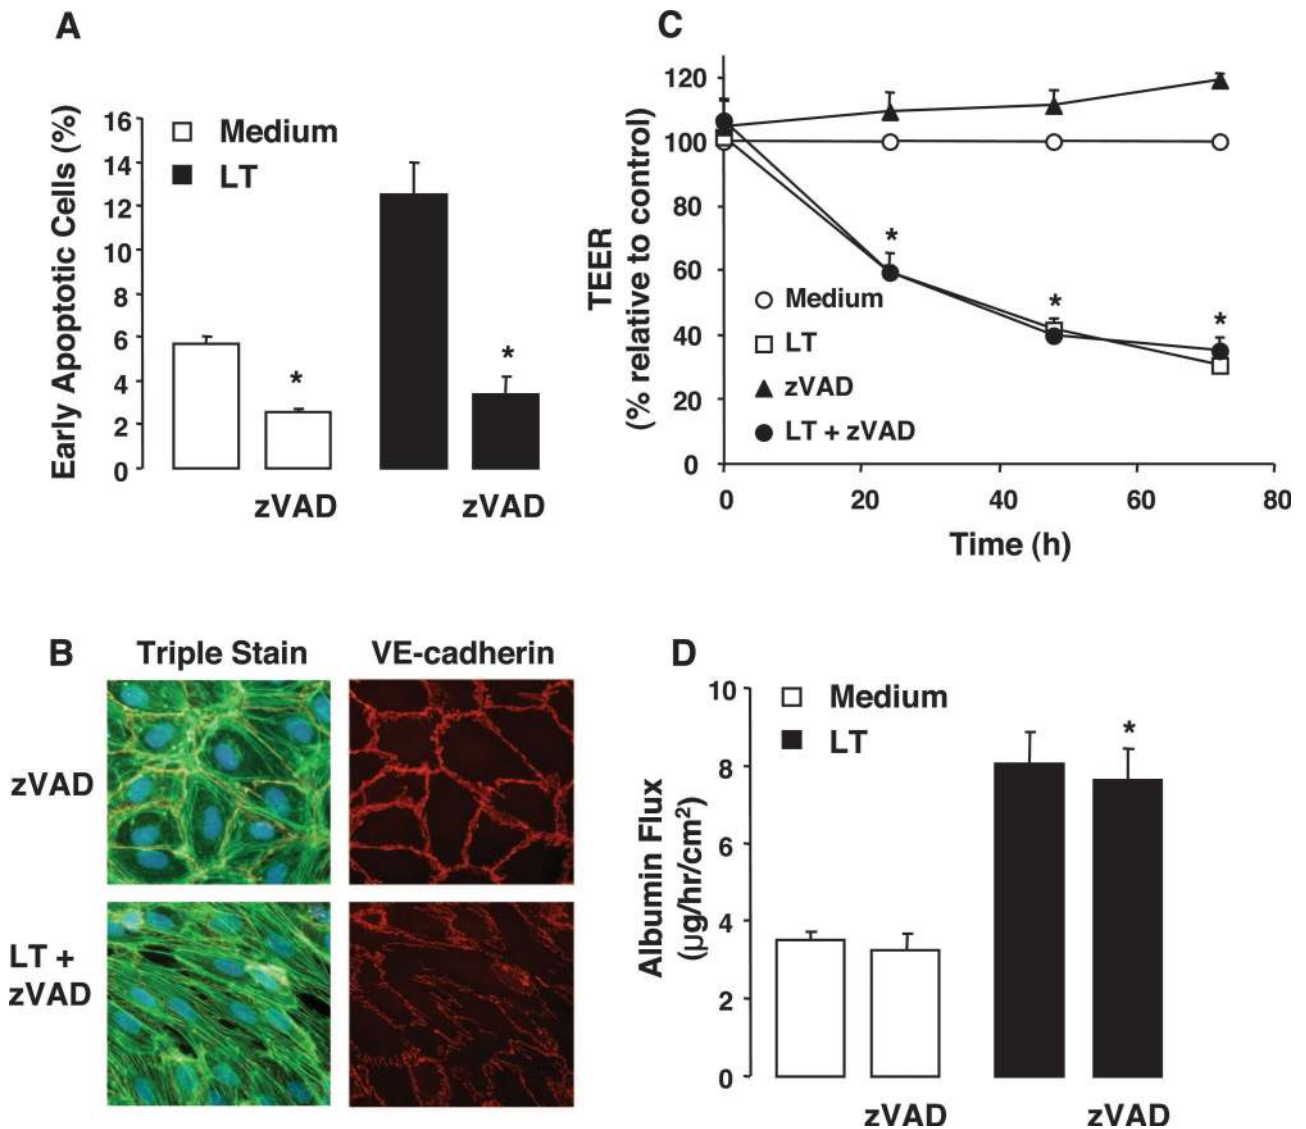 A
Early Apoptotic Cells (%)
16
14
12
10
8
6
4
2
0
Medium
LT
*
*
zVAD
zVAD
C
TEER
(% relative to control)
120
100
80
60
40
20
0
*
*
*
Medium
LT
zVAD
LT + zVAD
0
20
40
60
80
Time (h)
B
Triple Stain
VE-cadherin
zVAD
LT +
zVAD
D
Albumin Flux
(μg/hr/cm²)
10
8
6
4
2
0
Medium
LT
*
zVAD
zVAD